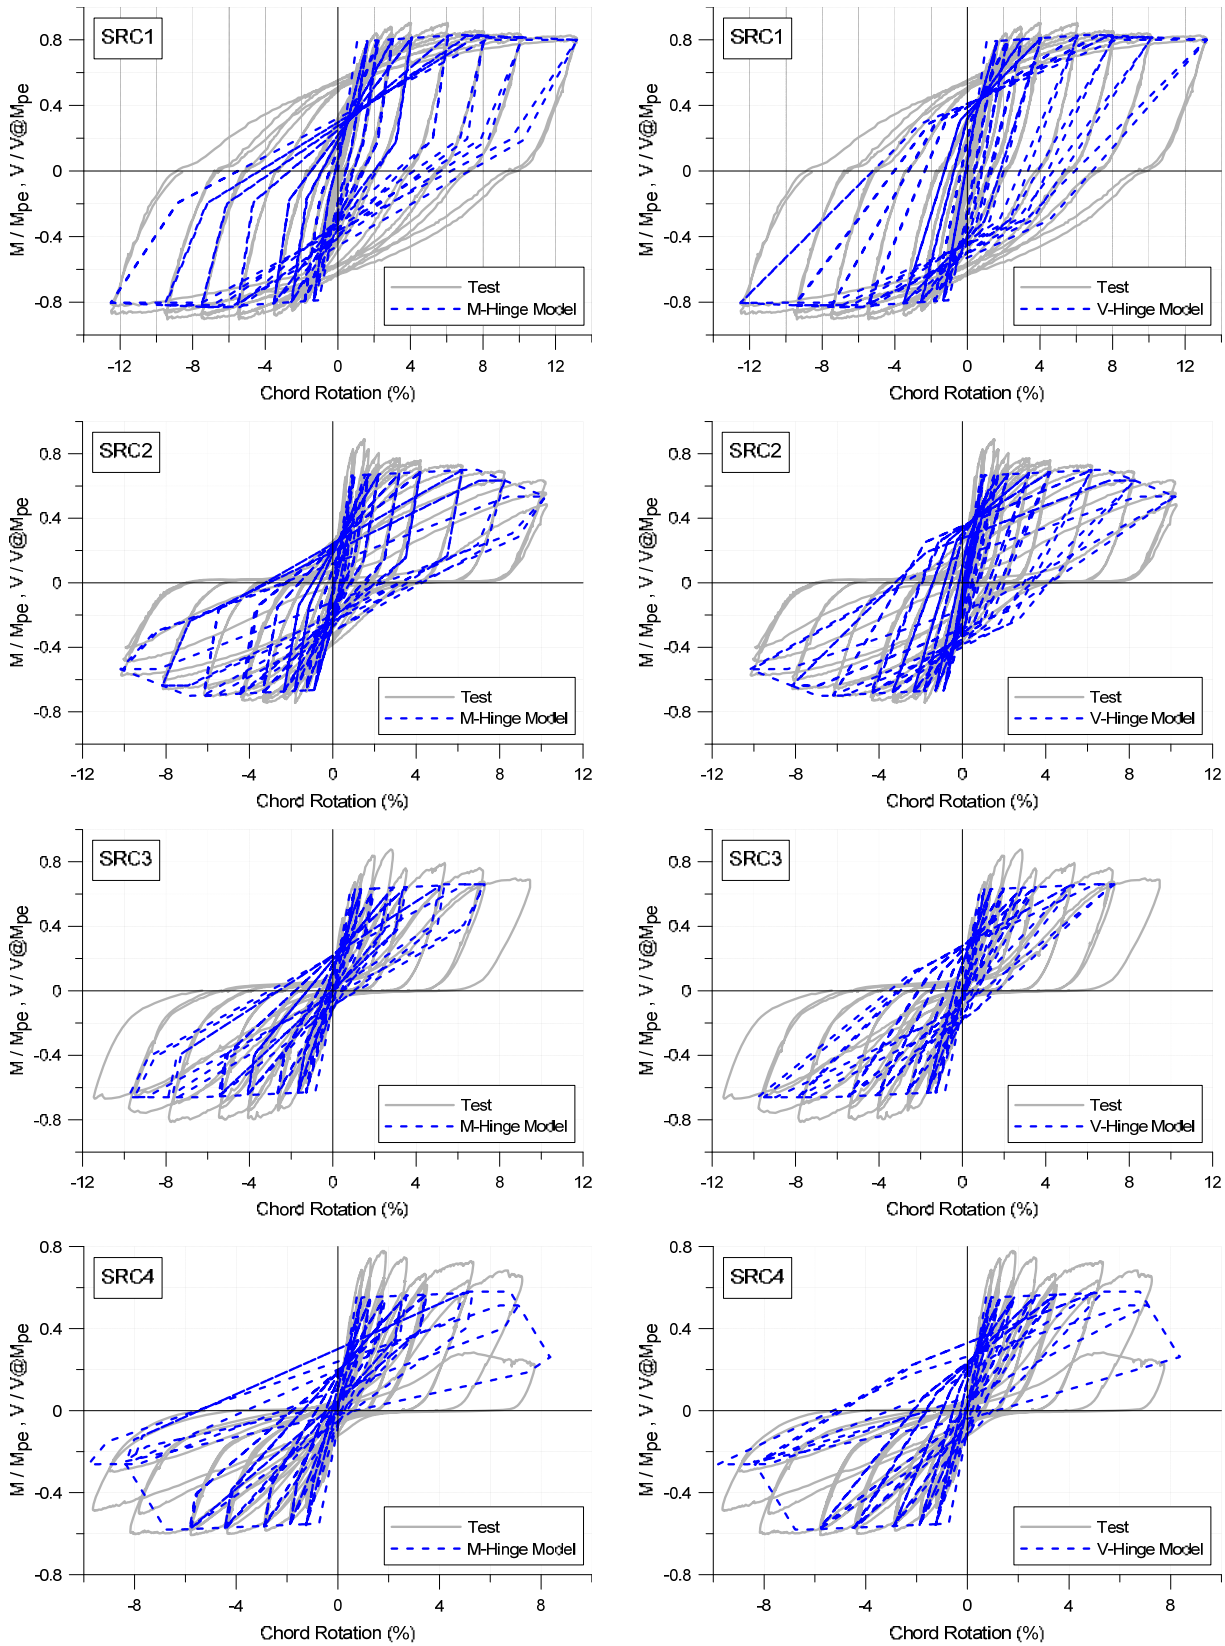 SRC1
0.8
0.4
0
-0.4
-0.8
M / Mpe , V / V@Mpe
Test
M-Hinge Model
-12 -8 -4 0 4 8 12
Chord Rotation (%)
SRC1
0.8
0.4
0
-0.4
-0.8
M / Mpe , V / V@Mpe
Test
V-Hinge Model
-12 -8 -4 0 4 8 12
Chord Rotation (%)
SRC2
0.8
0.4
0
-0.4
-0.8
M / Mpe , V / V@Mpe
Test
M-Hinge Model
-12 -8 -4 0 4 8 12
Chord Rotation (%)
SRC2
0.8
0.4
0
-0.4
-0.8
M / Mpe , V / V@Mpe
Test
V-Hinge Model
-12 -8 -4 0 4 8 12
Chord Rotation (%)
SRC3
0.8
0.4
0
-0.4
-0.8
M / Mpe , V / V@Mpe
Test
M-Hinge Model
-12 -8 -4 0 4 8 12
Chord Rotation (%)
SRC3
0.8
0.4
0
-0.4
-0.8
M / Mpe , V / V@Mpe
Test
V-Hinge Model
-12 -8 -4 0 4 8 12
Chord Rotation (%)
SRC4
0.8
0.4
0
-0.4
-0.8
M / Mpe , V / V@Mpe
Test
M-Hinge Model
-8 -4 0 4 8
Chord Rotation (%)
SRC4
0.8
0.4
0
-0.4
-0.8
M / Mpe , V / V@Mpe
Test
V-Hinge Model
-8 -4 0 4 8
Chord Rotation (%)